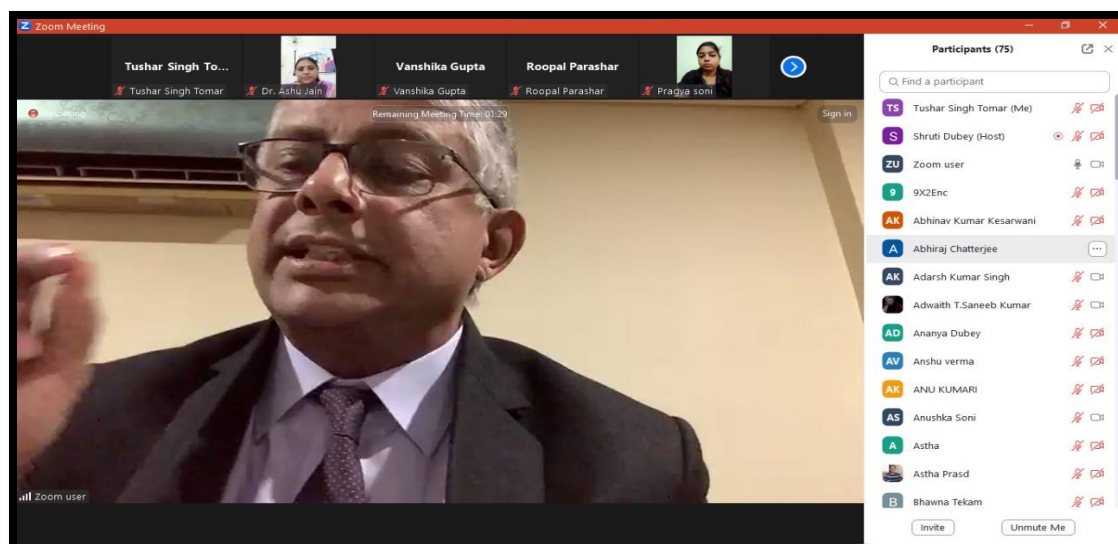 Zoom Meeting
Tushar Singh To...
Vanshika Gupta
Roopal Parashar
Tushar Singh Tomar
Dr. Ashu Jain
Vanshika Gupta
Roopal Parashar
Pragya soni
Recording
Remaining Meeting Time: 01:29
Sign in
Zoom user
Participants (75)
Find a participant
TS Tushar Singh Tomar (Me)
S Shruti Dubey (Host)
ZU Zoom user
9 9X2Enc
AK Abhinav Kumar Kesarwani
A Abhiraj Chatterjee
AK Adarsh Kumar Singh
Adwaith T.Saneeb Kumar
AD Ananya Dubey
AV Anshu verma
AK ANU KUMARI
AS Anushka Soni
A Astha
Astha Prasd
B Bhawna Tekam
Invite
Unmute Me